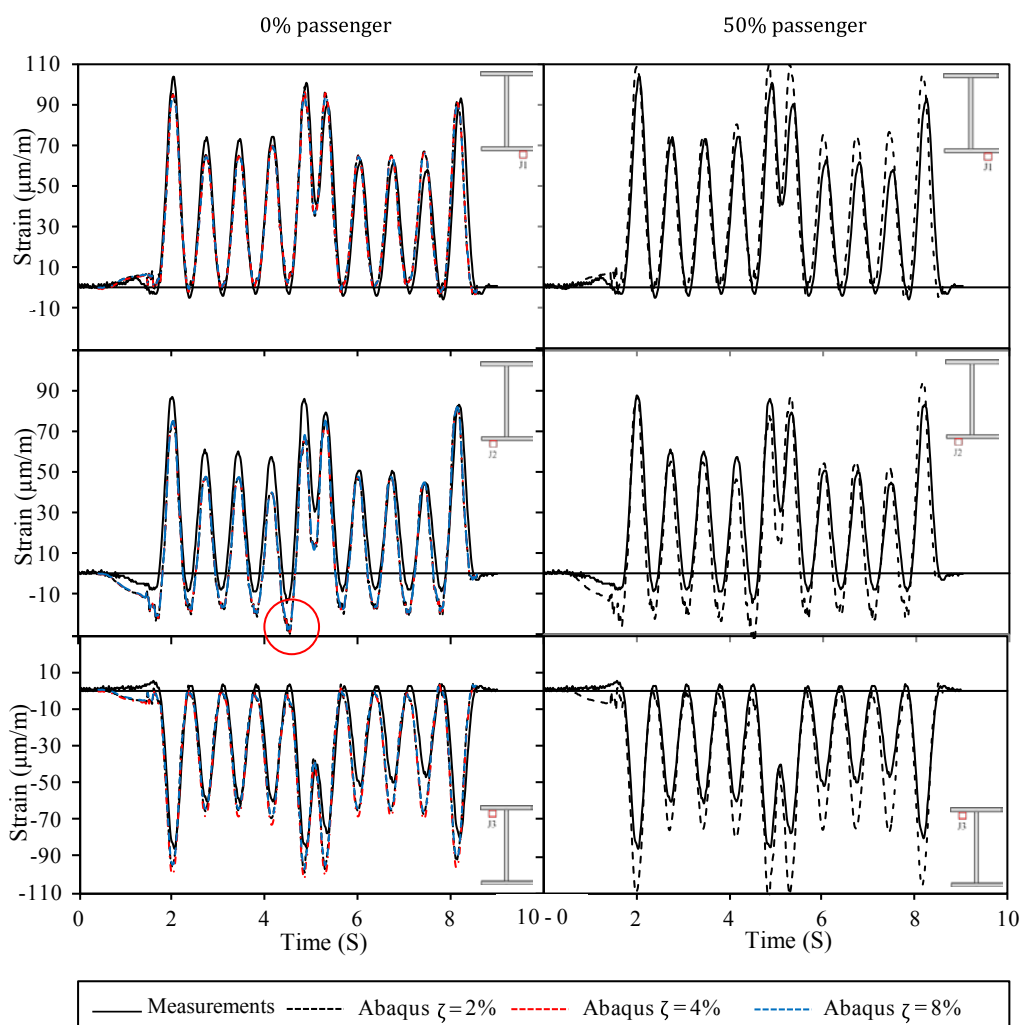 0% passenger
50% passenger
110
90
70
50
30
10
-10
Strain (μm/m)
J1
J1
90
70
50
30
10
-10
Strain (μm/m)
J2
J2
10
-10
-30
-50
-70
-90
-110
Strain (μm/m)
J3
J3
0 2 4 6 8 10 - 0 2 4 6 8 10
Time (S)
Time (S)
Measurements Abaqus ζ=2% Abaqus ζ=4% Abaqus ζ=8%